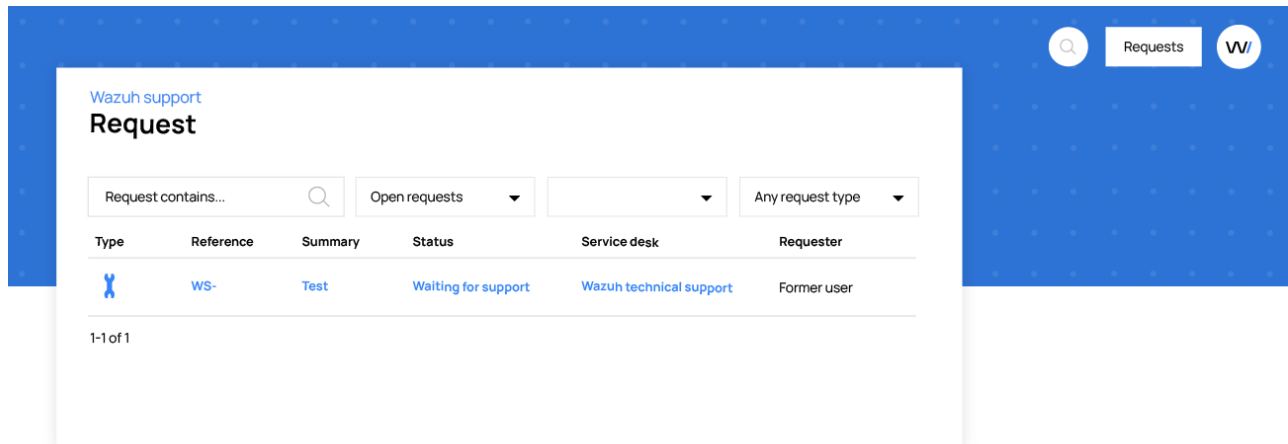 Requests
W/
Wazuh support
Request
Request contains... Open requests Any request type
Type Reference Summary Status Service desk Requester
WS- Test Waiting for support Wazuh technical support Former user
1-1 of 1